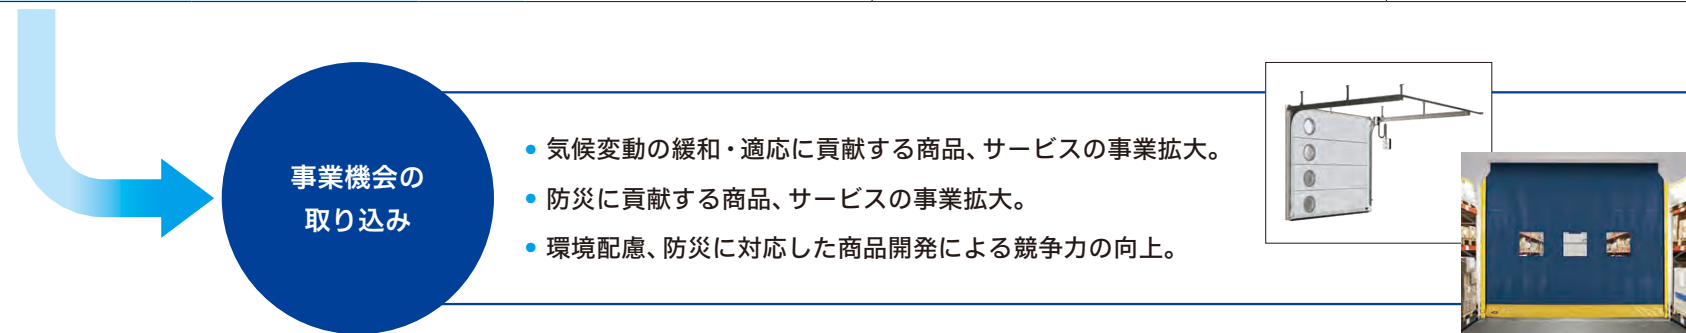 事業機会の
取り込み
• 気候変動の緩和・適応に貢献する商品、サービスの事業拡大。
• 防災に貢献する商品、サービスの事業拡大。
• 環境配慮、防災に対応した商品開発による競争力の向上。